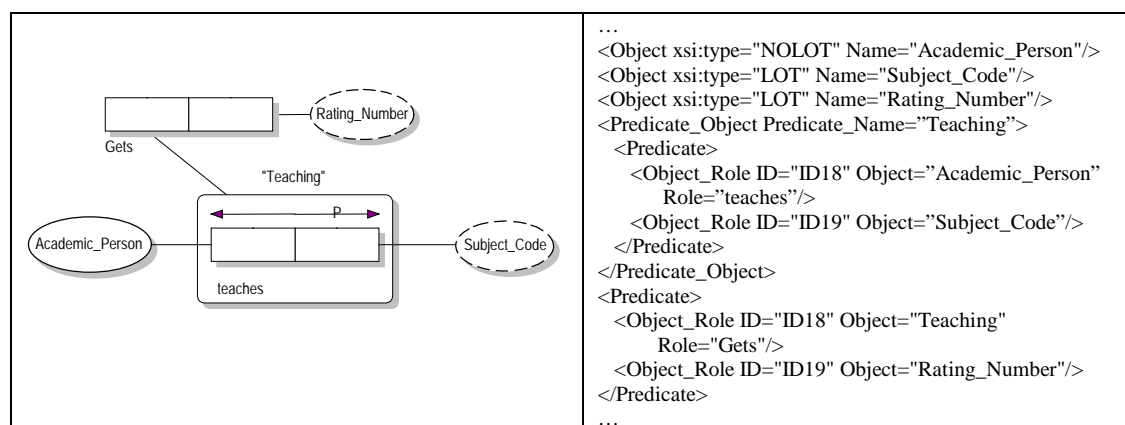 Rating_Number
Gets
"Teaching"
P
Academic_Person
Subject_Code
teaches
…
<Object xsi:type="NOLOT" Name="Academic_Person"/>
<Object xsi:type="LOT" Name="Subject_Code"/>
<Object xsi:type="LOT" Name="Rating_Number"/>
<Predicate_Object Predicate_Name=”Teaching”>
<Predicate>
<Object_Role ID="ID18" Object=”Academic_Person”
Role=”teaches”/>
<Object_Role ID="ID19" Object=”Subject_Code”/>
</Predicate>
</Predicate_Object>
<Predicate>
<Object_Role ID="ID18" Object="Teaching"
Role="Gets"/>
<Object_Role ID="ID19" Object="Rating_Number"/>
</Predicate>
…